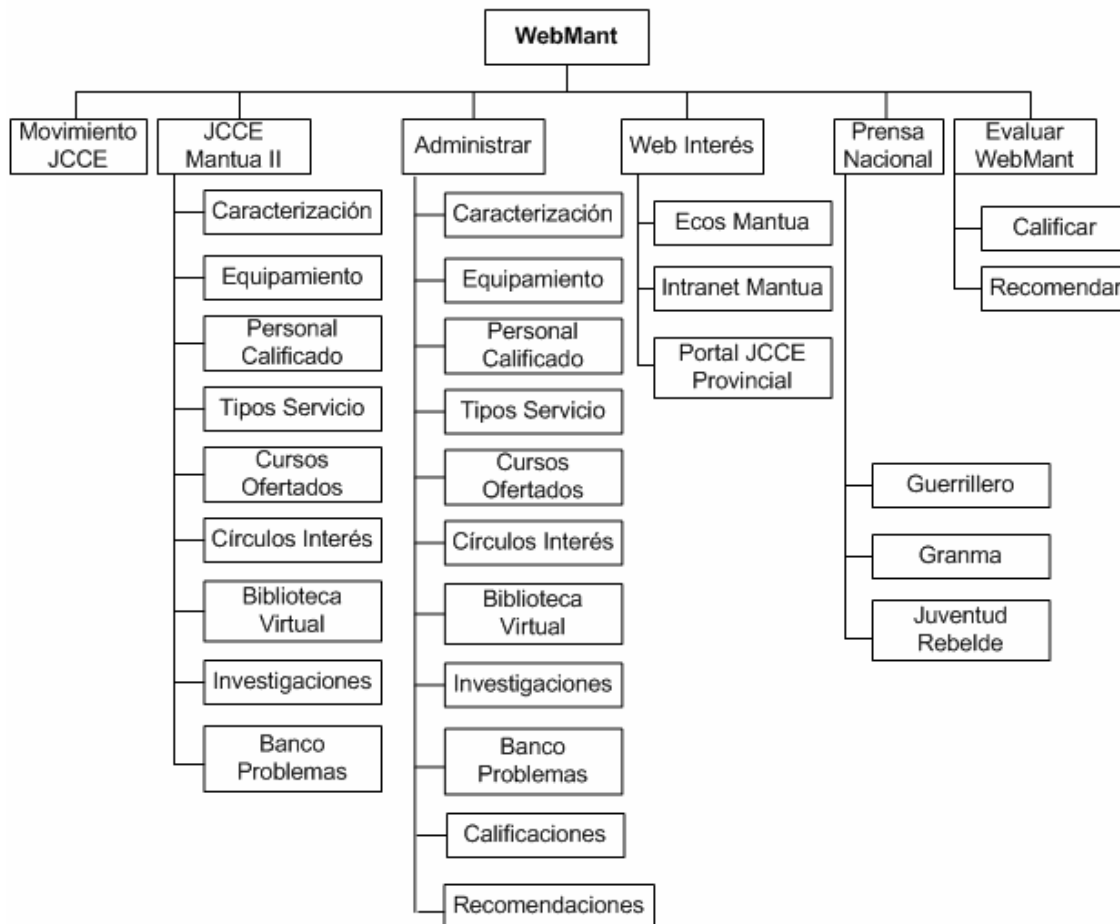 WebMant
Movimiento
JCCE
JCCE
Mantua II
Administrar
Web Interés
Prensa
Nacional
Evaluar
WebMant
Caracterización
Equipamiento
Personal
Calificado
Tipos Servicio
Cursos
Ofertados
Círculos Interés
Biblioteca
Virtual
Investigaciones
Banco
Problemas
Caracterización
Equipamiento
Personal
Calificado
Tipos Servicio
Cursos
Ofertados
Círculos Interés
Biblioteca
Virtual
Investigaciones
Banco
Problemas
Calificaciones
Recomendaciones
Ecos Mantua
Intranet Mantua
Portal JCCE
Provincial
Guerrillero
Granma
Juventud
Rebelde
Calificar
Recomendar